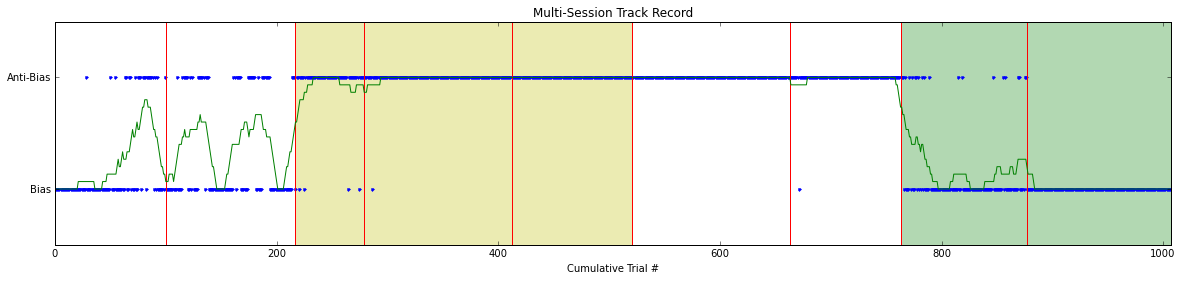 Multi-Session Track Record
Anti-Bias
Bias
0 200 400 600 800 1000
Cumulative Trial #